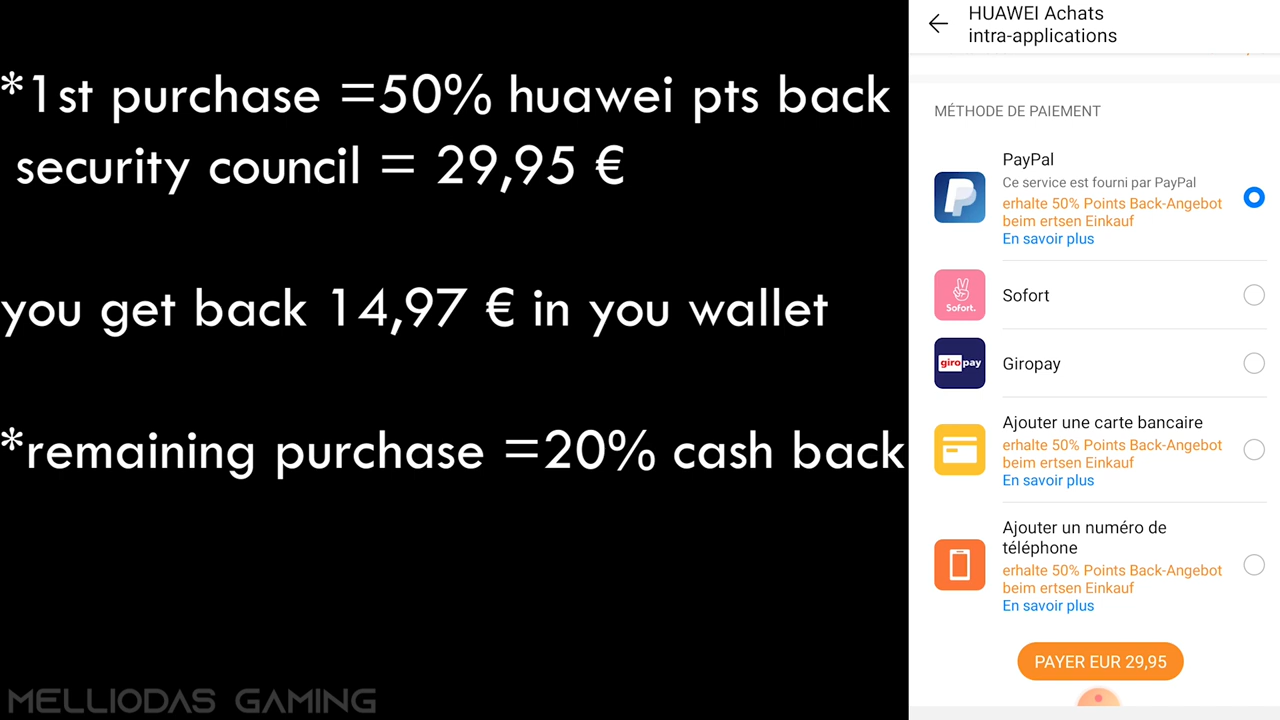 *1st purchase =50% huawei pts back
security council = 29,95 €
you get back 14,97 € in you wallet
*remaining purchase =20% cash back
MELLIODAS GAMING
HUAWEI Achats
intra-applications
MÉTHODE DE PAIEMENT
PayPal
Ce service est fourni par PayPal
erhalte 50% Points Back-Angebot
beim ertsen Einkauf
En savoir plus
Sofort.
Sofort
giropay
Giropay
Ajouter une carte bancaire
erhalte 50% Points Back-Angebot
beim ertsen Einkauf
En savoir plus
Ajouter un numéro de
téléphone
erhalte 50% Points Back-Angebot
beim ertsen Einkauf
En savoir plus
PAYER EUR 29,95